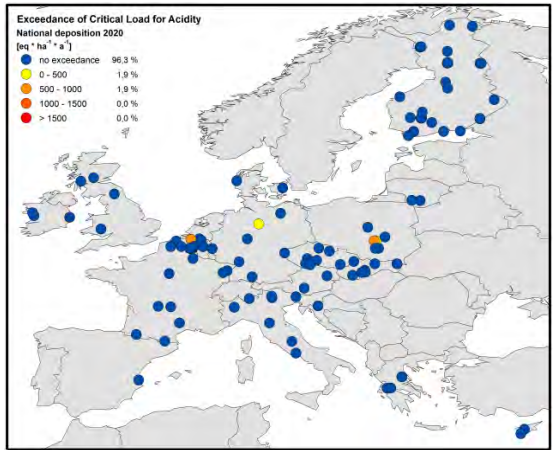 Exceedance of Critical Load for Acidity
National deposition 2020
[eq * ha⁻¹ * a⁻¹]
no exceedance 96,3 %
0 - 500 1,9 %
500 - 1000 1,9 %
1000 - 1500 0,0 %
> 1500 0,0 %